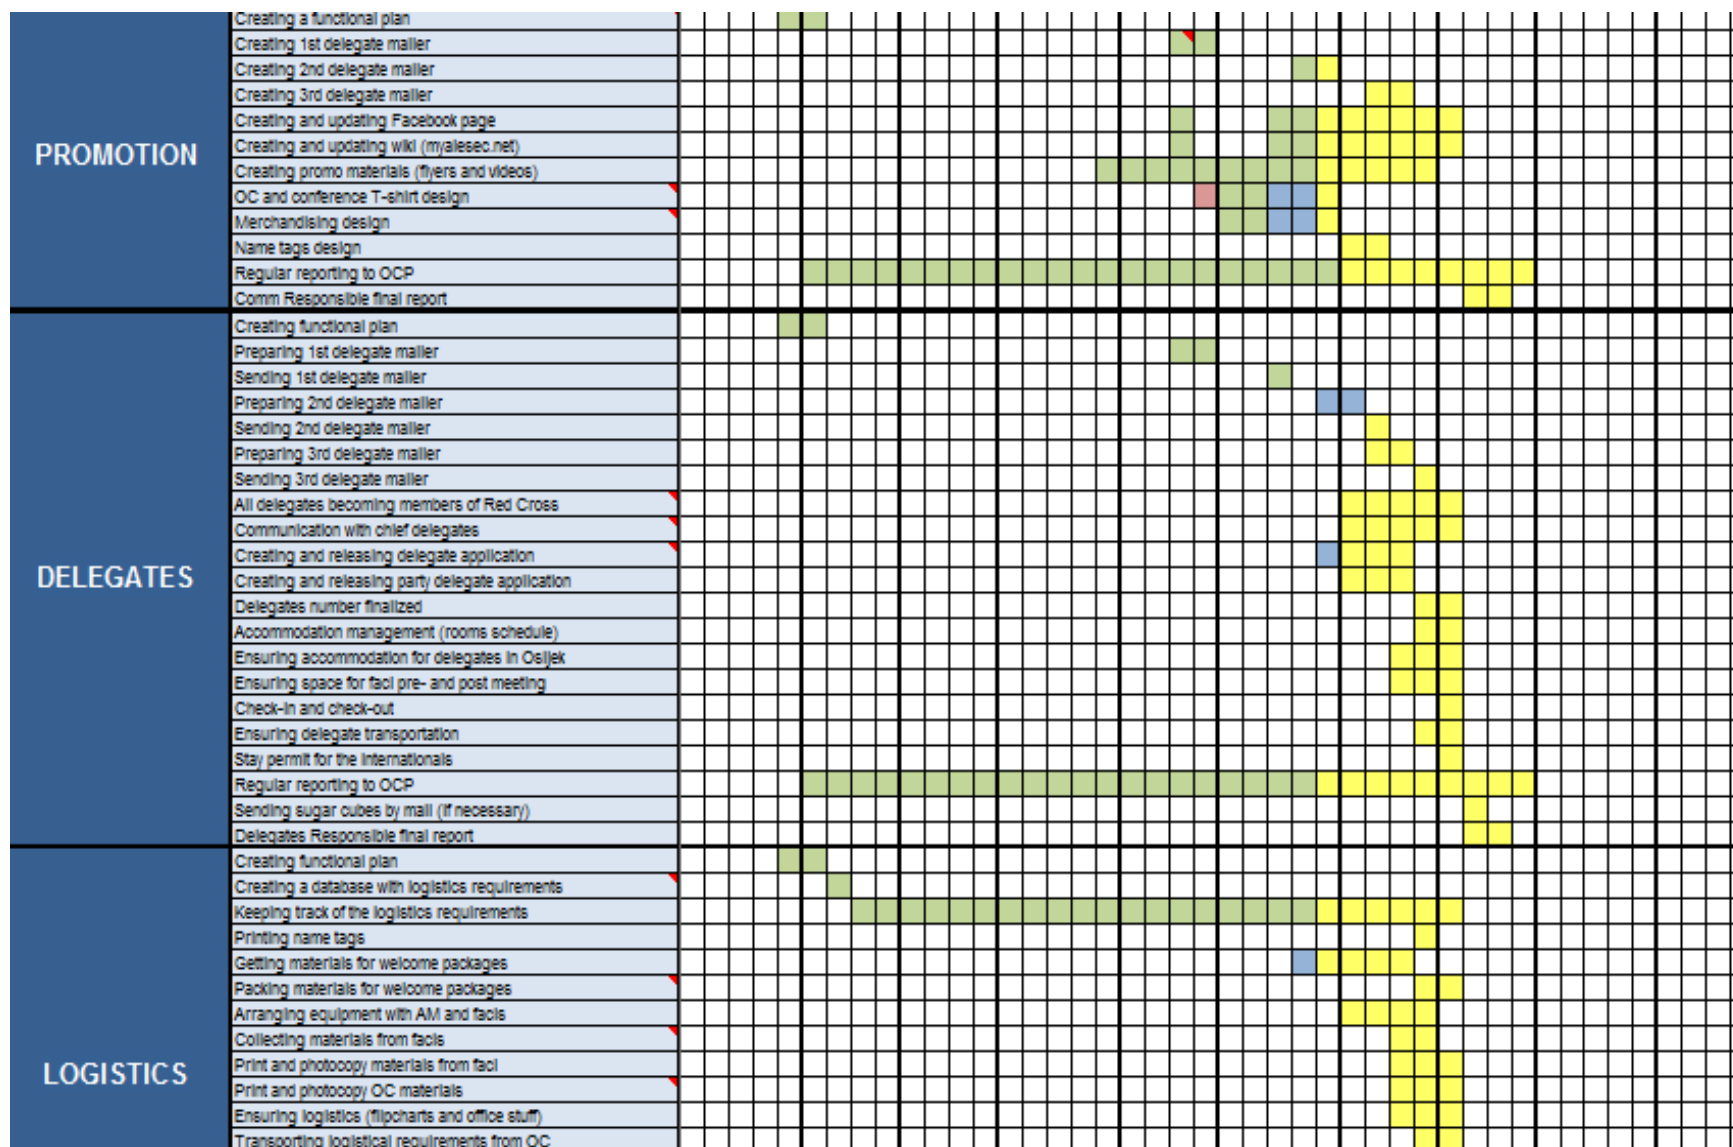 Creating a functional plan
Creating 1st delegate mailer
Creating 2nd delegate mailer
Creating 3rd delegate mailer
Creating and updating Facebook page
Creating and updating wiki (myaiesec.net)
PROMOTION
Creating promo materials (flyers and videos)
OC and conference T-shirt design
Merchandising design
Name tags design
Regular reporting to OCP
Comm Responsible final report
Creating functional plan
Preparing 1st delegate mailer
Sending 1st delegate mailer
Preparing 2nd delegate mailer
Sending 2nd delegate mailer
Preparing 3rd delegate mailer
Sending 3rd delegate mailer
All delegates becoming members of Red Cross
Communication with chief delegates
Creating and releasing delegate application
DELEGATES
Creating and releasing party delegate application
Delegates number finalized
Accommodation management (rooms schedule)
Ensuring accommodation for delegates in Osijek
Ensuring space for faci pre- and post meeting
Check-in and check-out
Ensuring delegate transportation
Stay permit for the internationals
Regular reporting to OCP
Sending sugar cubes by mail (if necessary)
Delegates Responsible final report
Creating functional plan
Creating a database with logistics requirements
Keeping track of the logistics requirements
Printing name tags
Getting materials for welcome packages
Packing materials for welcome packages
Arranging equipment with AM and facis
Collecting materials from facis
Print and photocopy materials from faci
LOGISTICS
Print and photocopy OC materials
Ensuring logistics (flipcharts and office stuff)
Transporting logistical requirements from OC